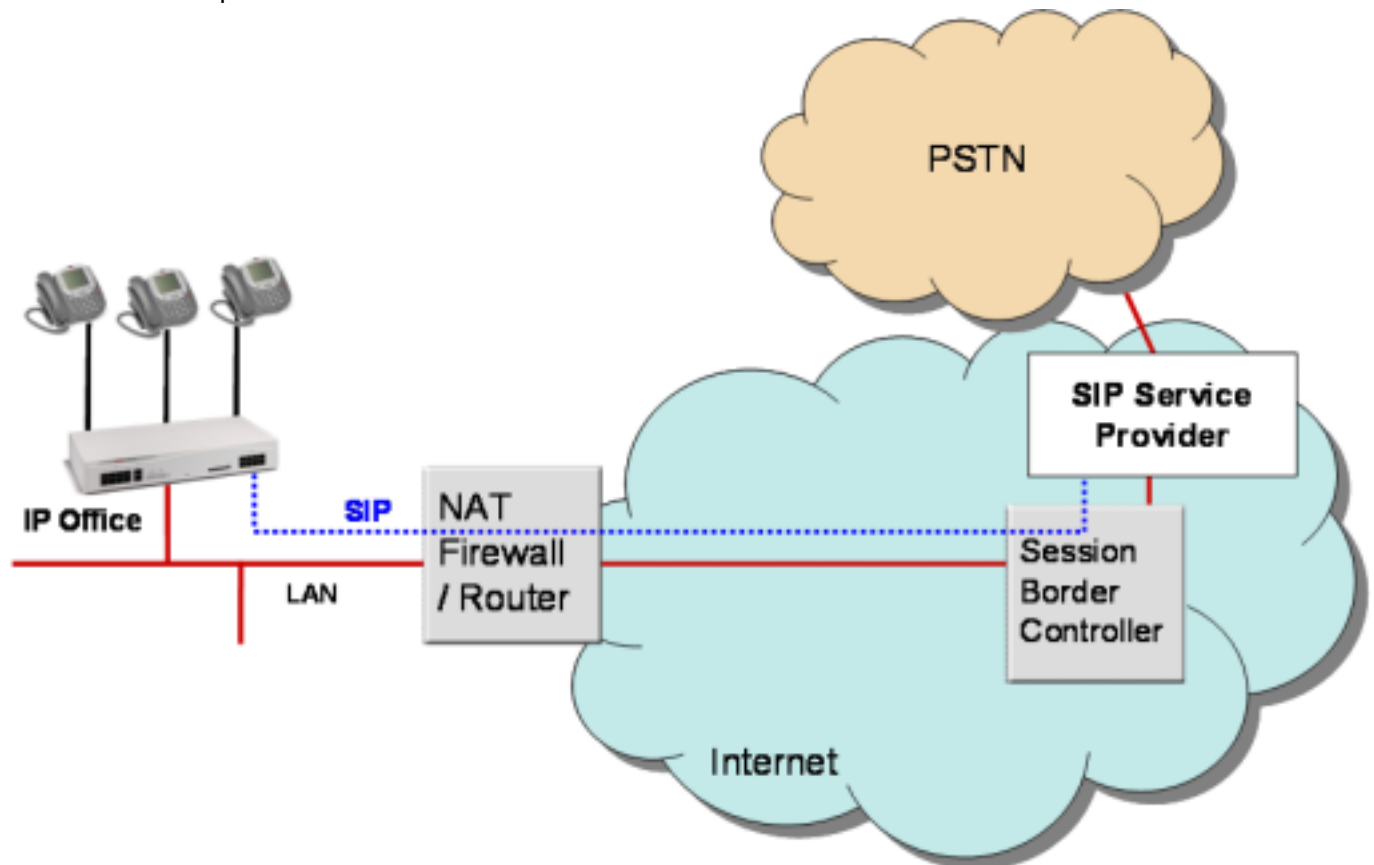 PSTN
SIP Service
Provider
IP Office
SIP
NAT
Firewall
/ Router
LAN
Session
Border
Controller
Internet